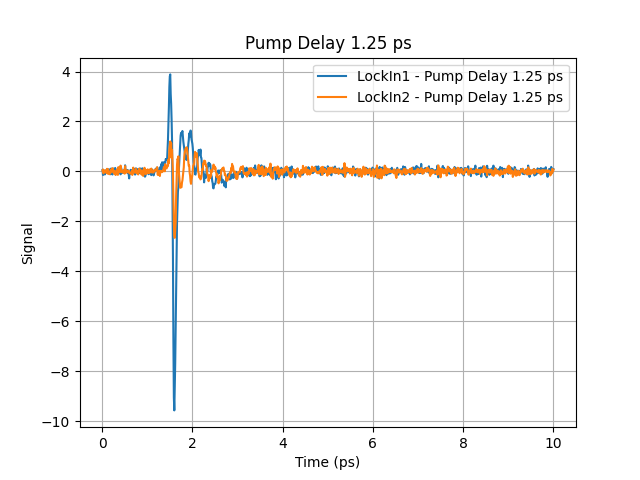 Pump Delay 1.25 ps
LockIn1 - Pump Delay 1.25 ps
LockIn2 - Pump Delay 1.25 ps
4
2
0
−2
−4
−6
−8
−10
Signal
0 2 4 6 8 10
Time (ps)